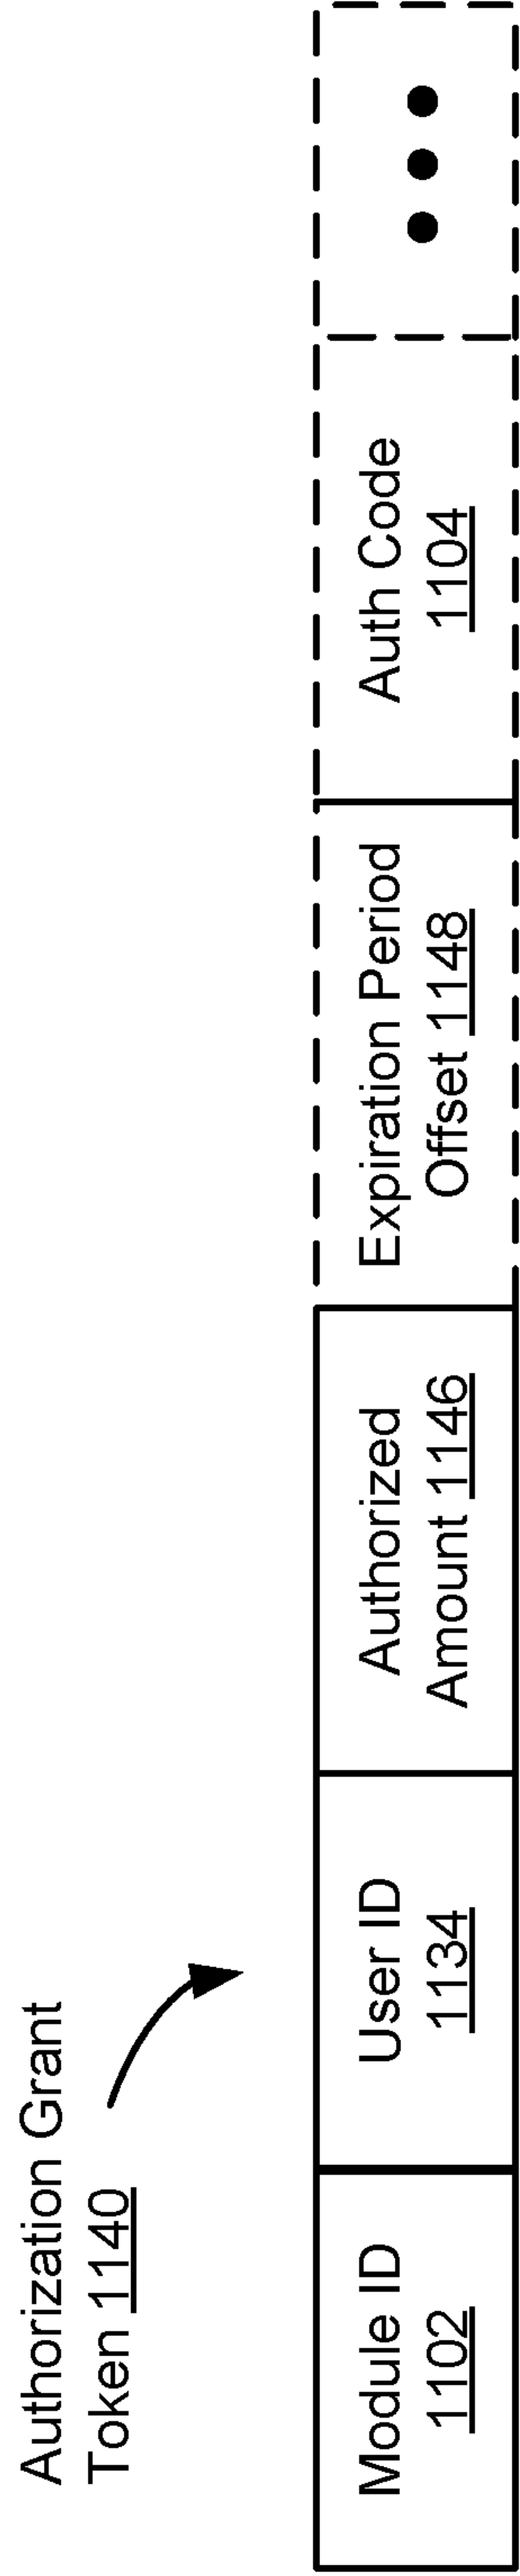 Authorization Grant
Token 1140
Module ID
1102
User ID
1134
Authorized
Amount 1146
Expiration Period
Offset 1148
Auth Code
1104